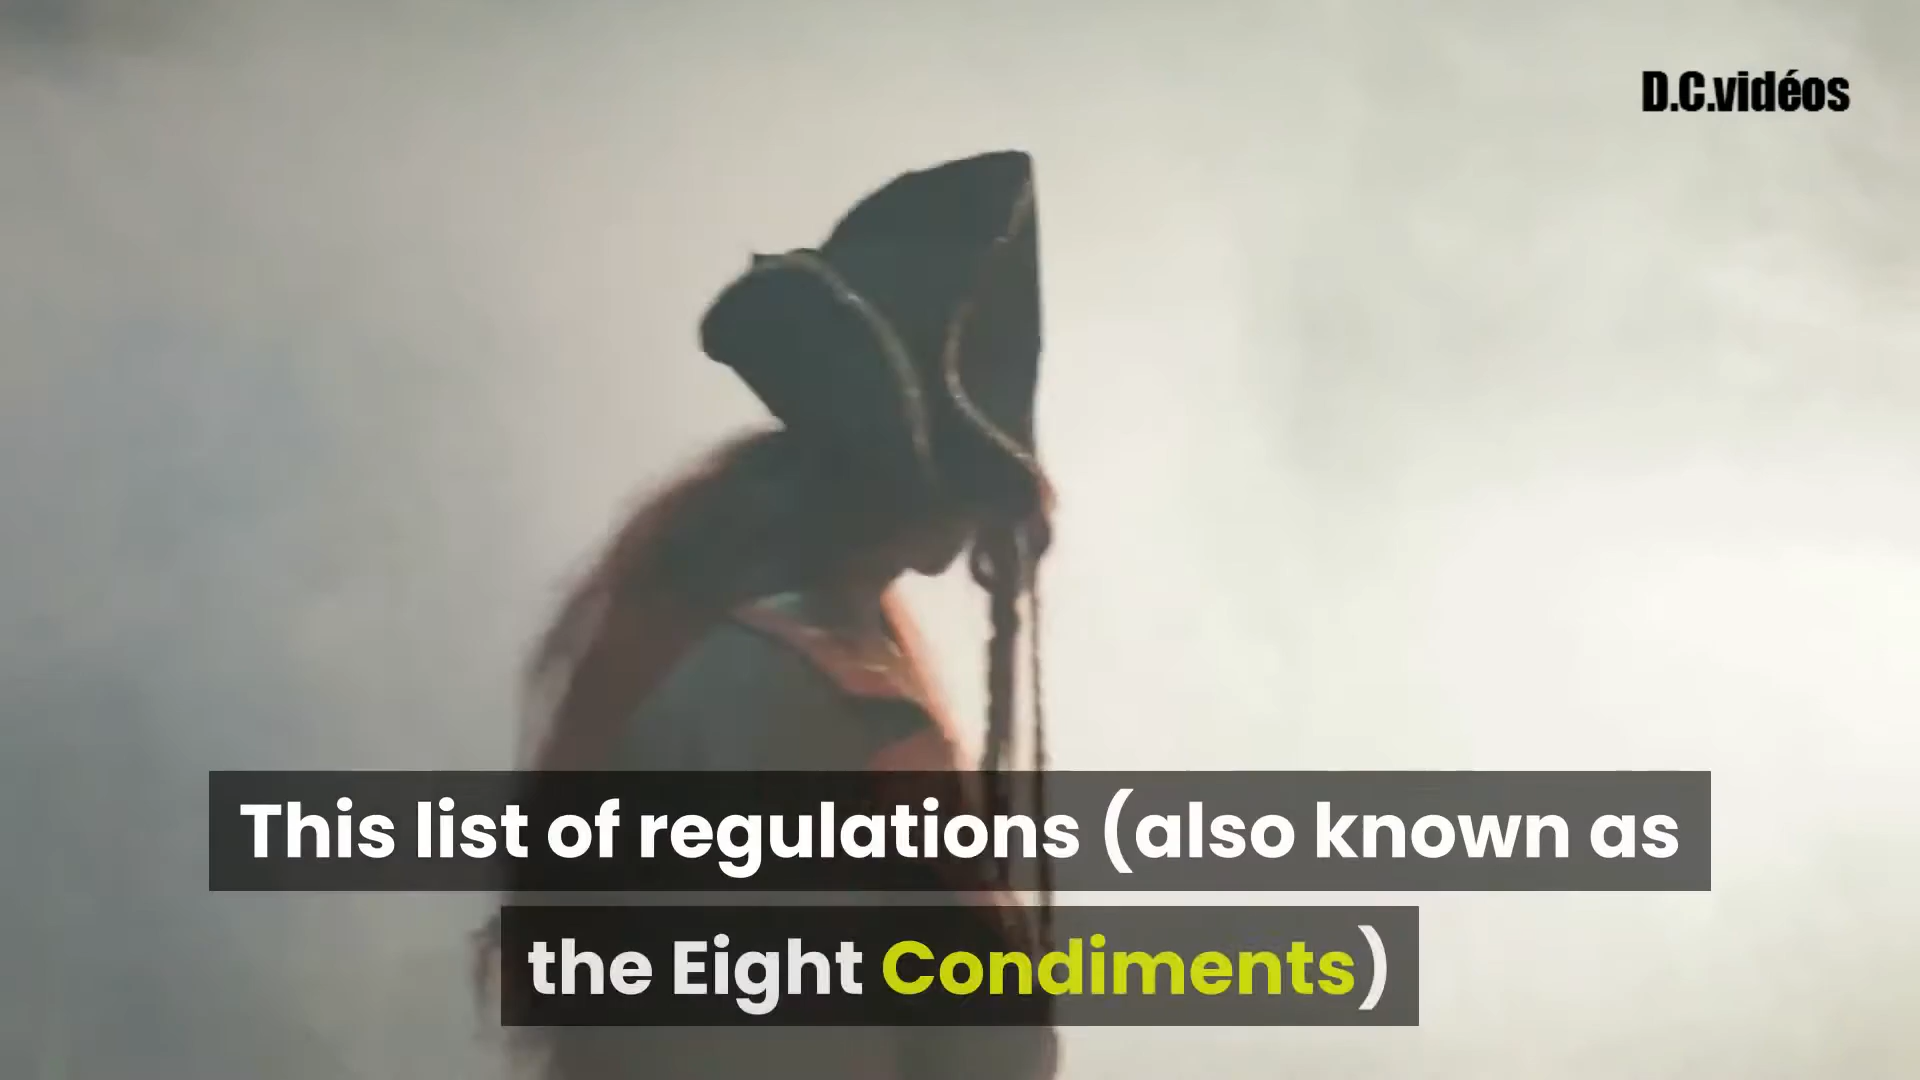 D.C.vidéos
This list of regulations (also known as
the Eight Condiments)